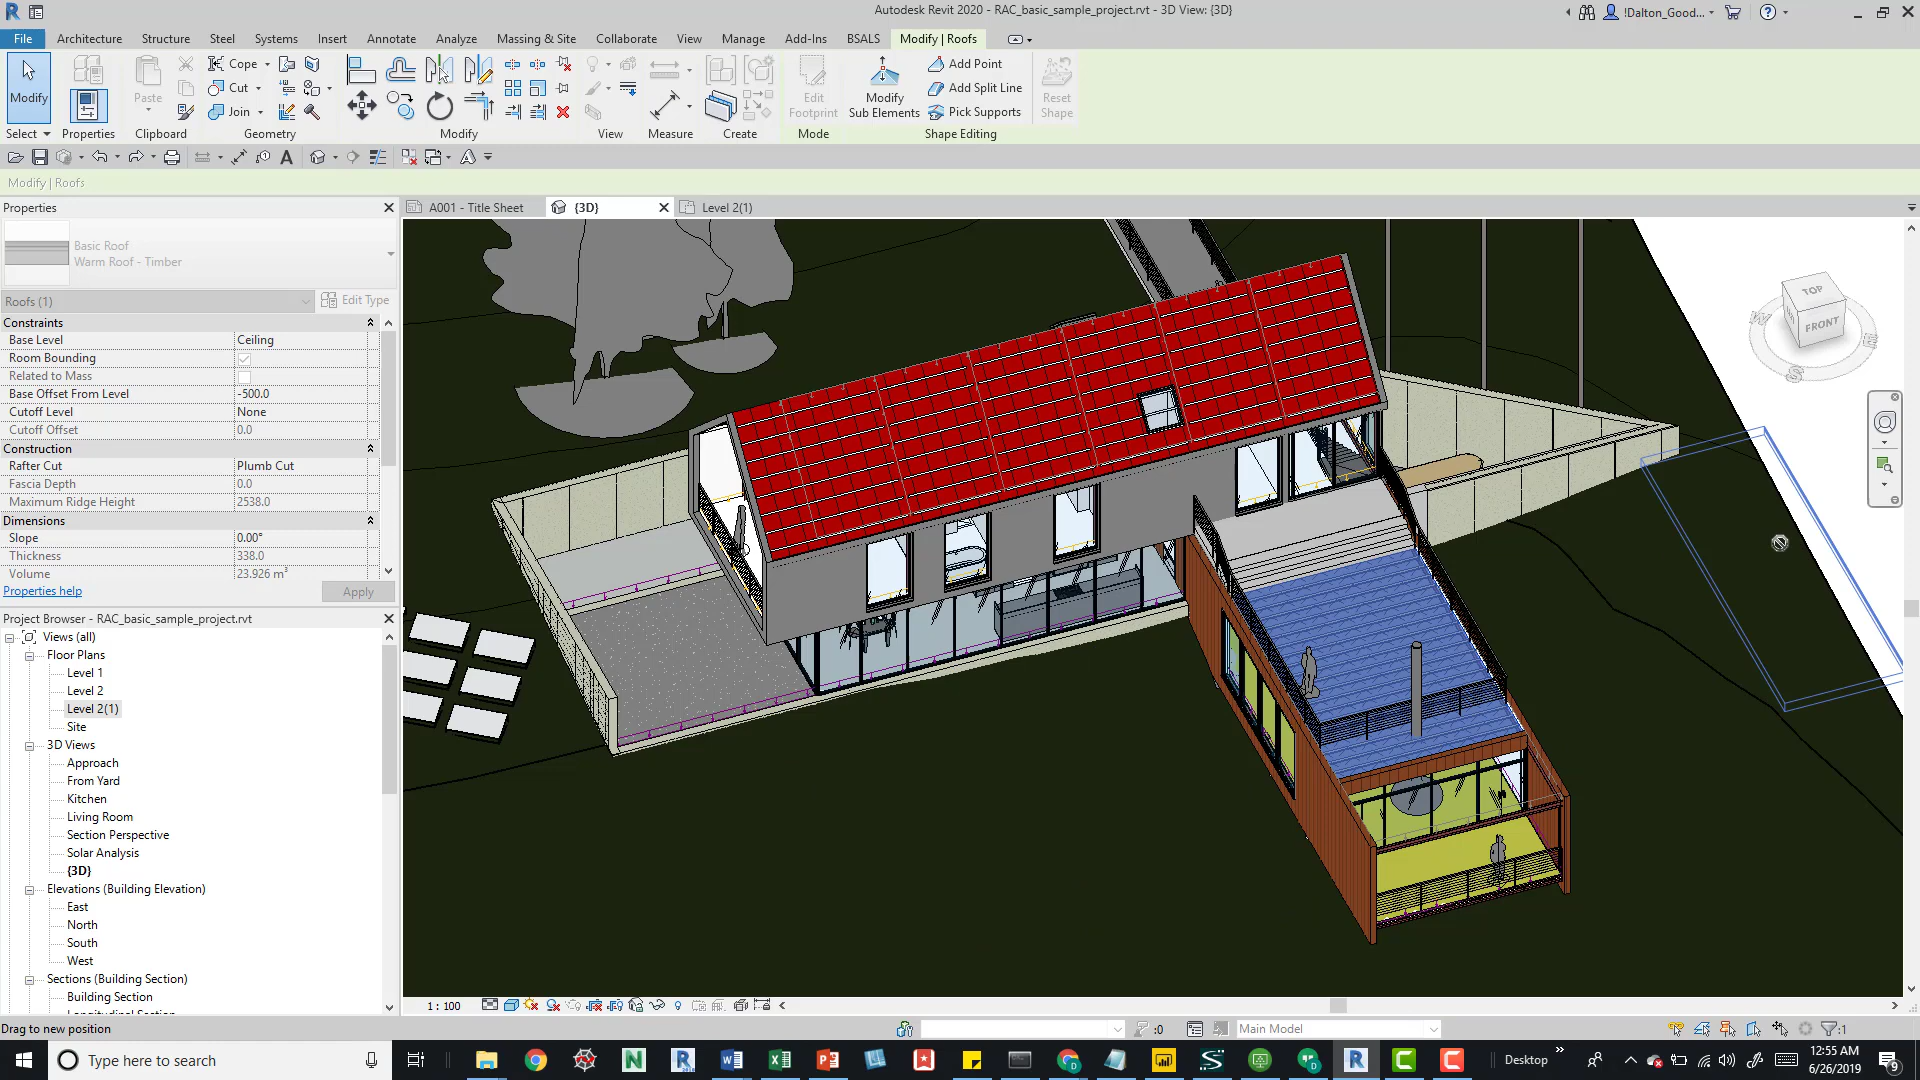 Autodesk Revit 2020 - RAC_basic_sample_project.rvt - 3D View: {3D}
!Dalton_Good...
File Architecture Structure Steel Systems Insert Annotate Analyze Massing & Site Collaborate View Manage Add-Ins BSALS Modify | Roofs
Modify
Select
Properties
Paste
Clipboard
Cope
Cut
Join
Geometry
Modify
View
Measure
Create
Edit
Footprint
Mode
Modify
Sub Elements
Add Point
Add Split Line
Pick Supports
Shape Editing
Reset
Shape
Modify | Roofs
Properties
Basic Roof
Warm Roof - Timber
Roofs (1)
Edit Type
Constraints
Base Level Ceiling
Room Bounding
Related to Mass
Base Offset From Level -500.0
Cutoff Level None
Cutoff Offset 0.0
Construction
Rafter Cut Plumb Cut
Fascia Depth 0.0
Maximum Ridge Height 2538.0
Dimensions
Slope 0.00°
Thickness 338.0
Volume 23.926 m³
Properties help
Apply
Project Browser - RAC_basic_sample_project.rvt
Views (all)
Floor Plans
Level 1
Level 2
Level 2(1)
Site
3D Views
Approach
From Yard
Kitchen
Living Room
Section Perspective
Solar Analysis
{3D}
Elevations (Building Elevation)
East
North
South
West
Sections (Building Section)
Building Section
A001 - Title Sheet
{3D}
Level 2(1)
TOP
FRONT
W
E
S
1 : 100
Drag to new position
:0
Main Model
:1
Type here to search
Desktop
12:55 AM
6/26/2019
9